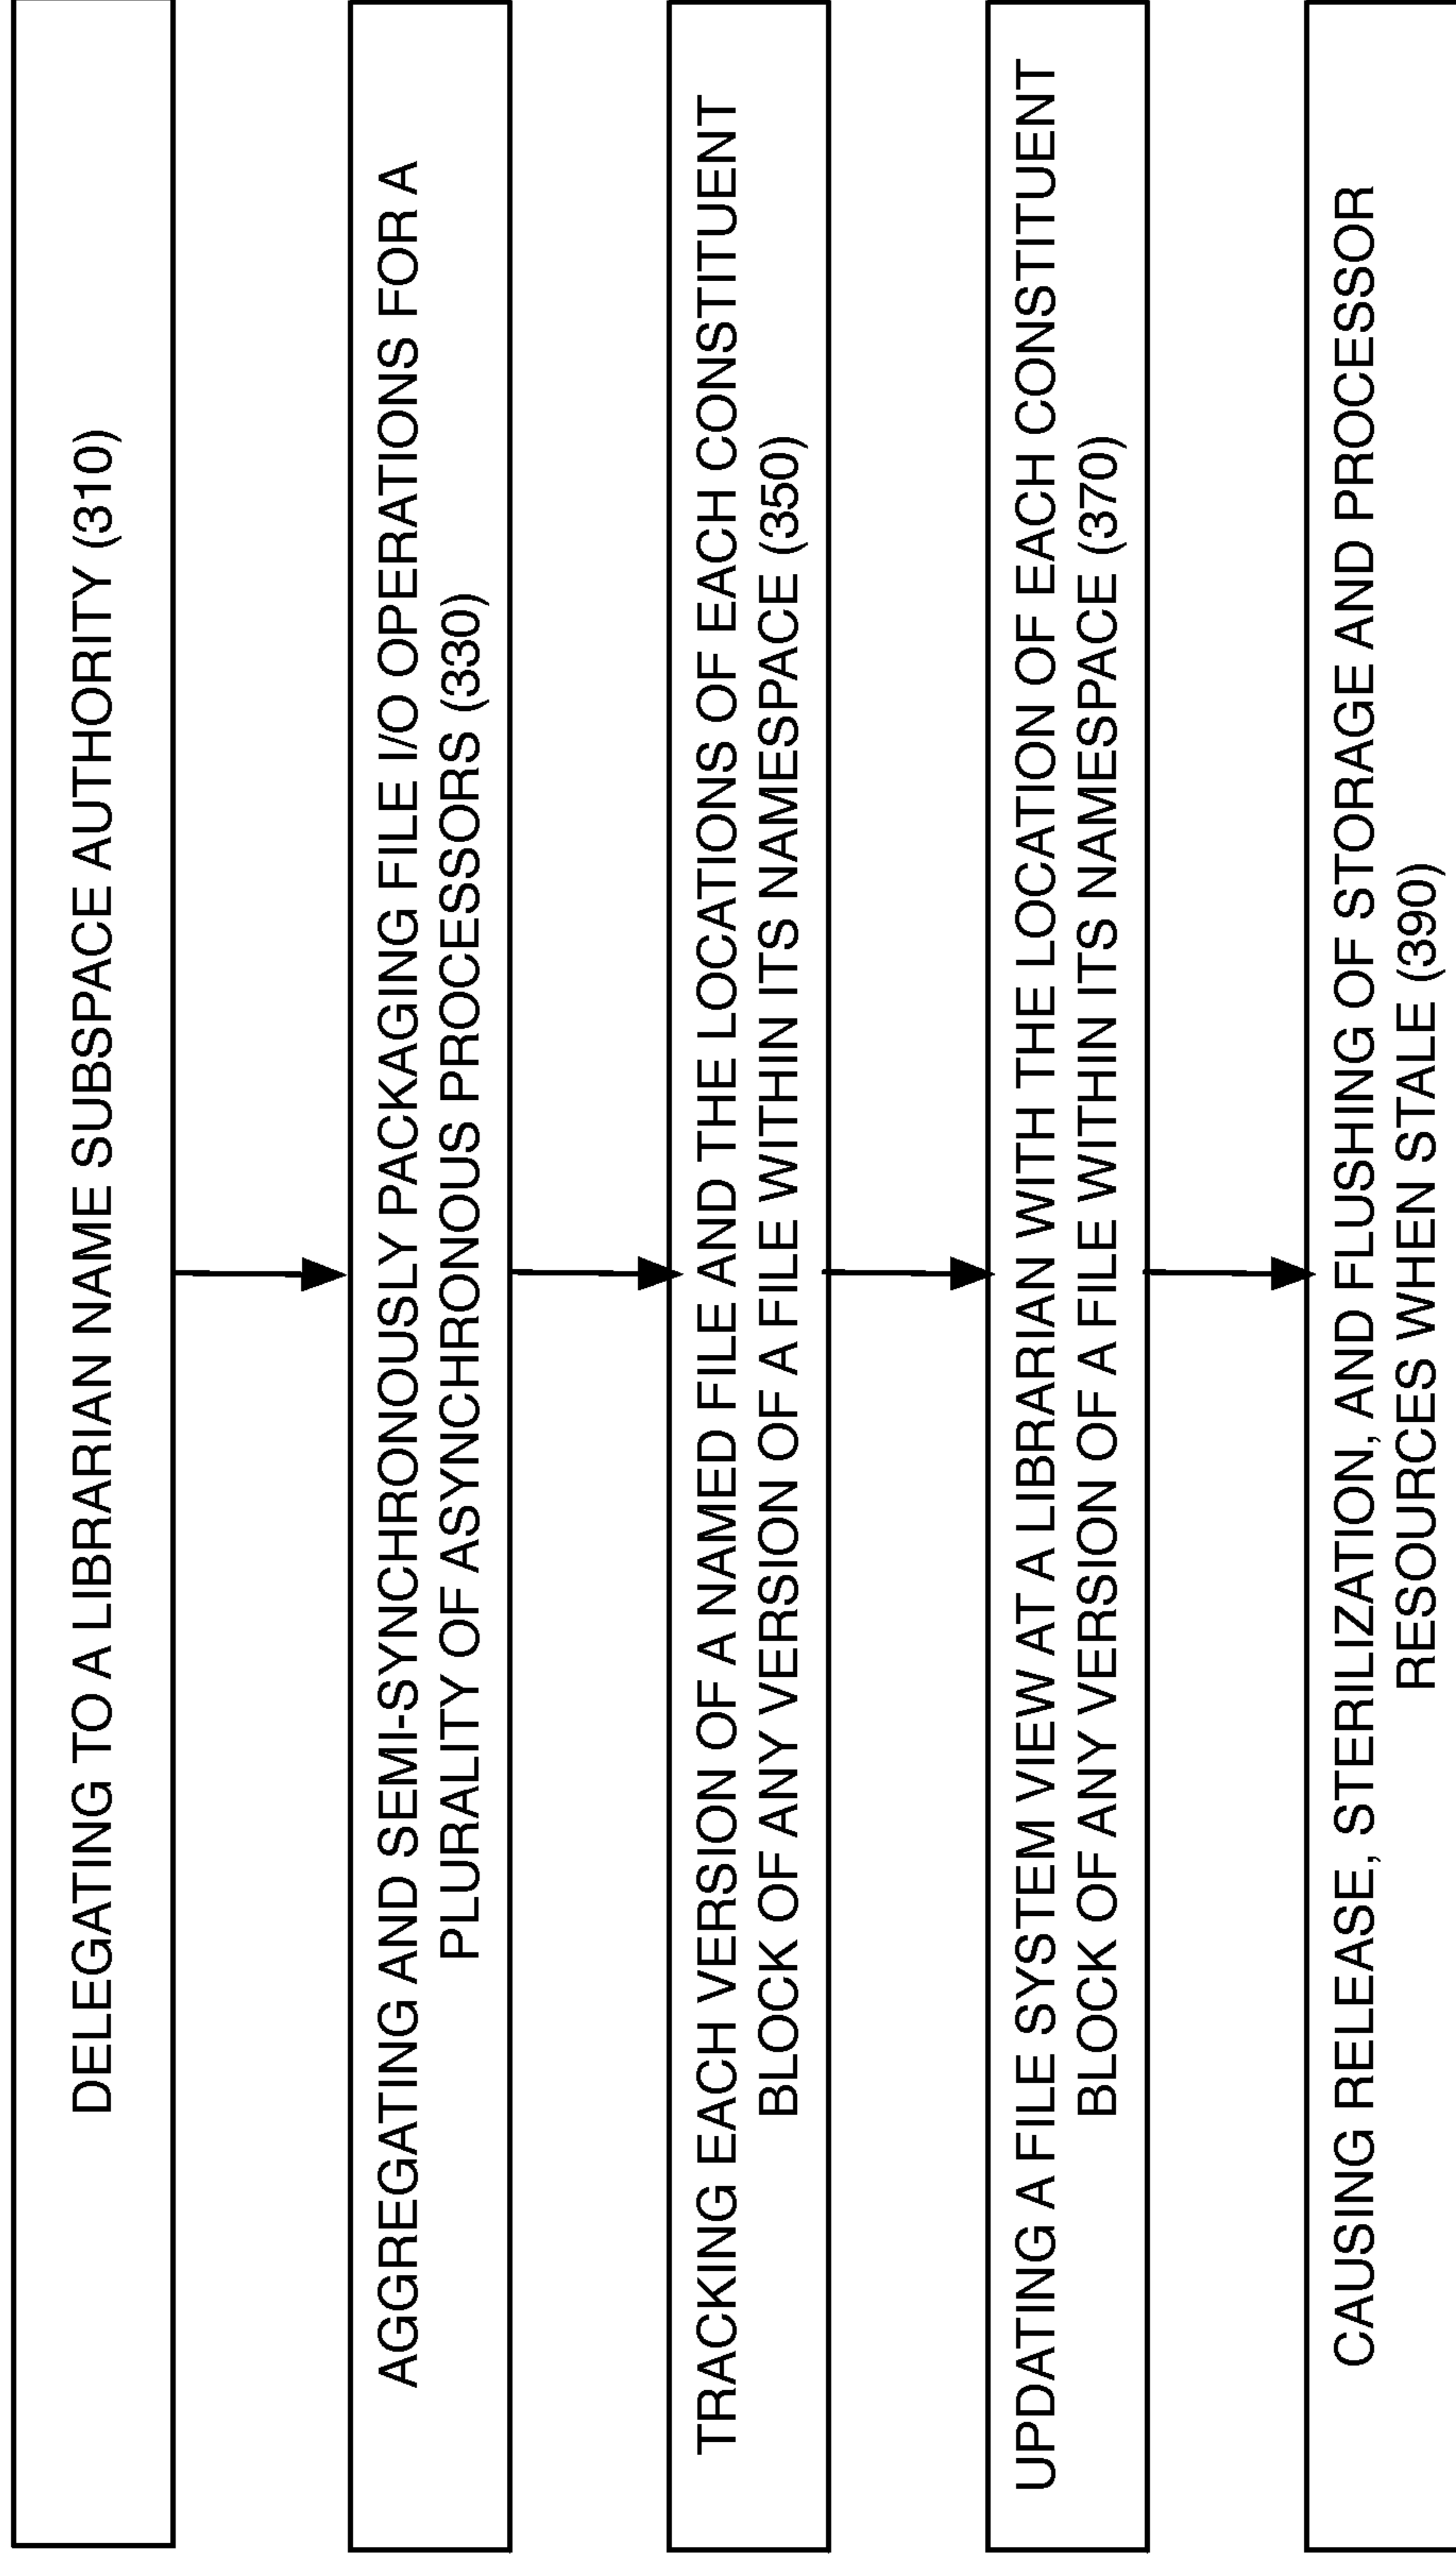 DELEGATING TO A LIBRARIAN NAME SUBSPACE AUTHORITY (310)
AGGREGATING AND SEMI-SYNCHRONOUSLY PACKAGING FILE I/O OPERATIONS FOR A
PLURALITY OF ASYNCHRONOUS PROCESSORS (330)
TRACKING EACH VERSION OF A NAMED FILE AND THE LOCATIONS OF EACH CONSTITUENT
BLOCK OF ANY VERSION OF A FILE WITHIN ITS NAMESPACE (350)
UPDATING A FILE SYSTEM VIEW AT A LIBRARIAN WITH THE LOCATION OF EACH CONSTITUENT
BLOCK OF ANY VERSION OF A FILE WITHIN ITS NAMESPACE (370)
CAUSING RELEASE, STERILIZATION, AND FLUSHING OF STORAGE AND PROCESSOR
RESOURCES WHEN STALE (390)